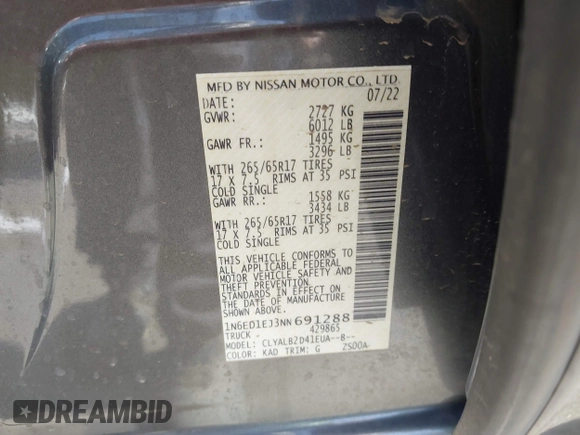 MFD BY NISSAN MOTOR CO., LTD.
DATE: 07/22
GVWR: 2727 KG
6012 LB
GAWR FR.: 1495 KG
3296 LB
WITH 265/65R17 TIRES
17 X 7.5 RIMS AT 35 PSI
COLD SINGLE
GAWR RR.: 1558 KG
3434 LB
WITH 265/65R17 TIRES
17 X 7.5 RIMS AT 35 PSI
COLD SINGLE
THIS VEHICLE CONFORMS TO
ALL APPLICABLE FEDERAL
MOTOR VEHICLE SAFETY AND
THEFT PREVENTION
STANDARDS IN EFFECT ON
THE DATE OF MANUFACTURE
SHOWN ABOVE.
1N6ED1EJ3NN691288
TRUCK 429865
MODEL: CLYALB2D41EUA--B--
COLOR: KAD TRIM: G ZSD0A
DREAMBID